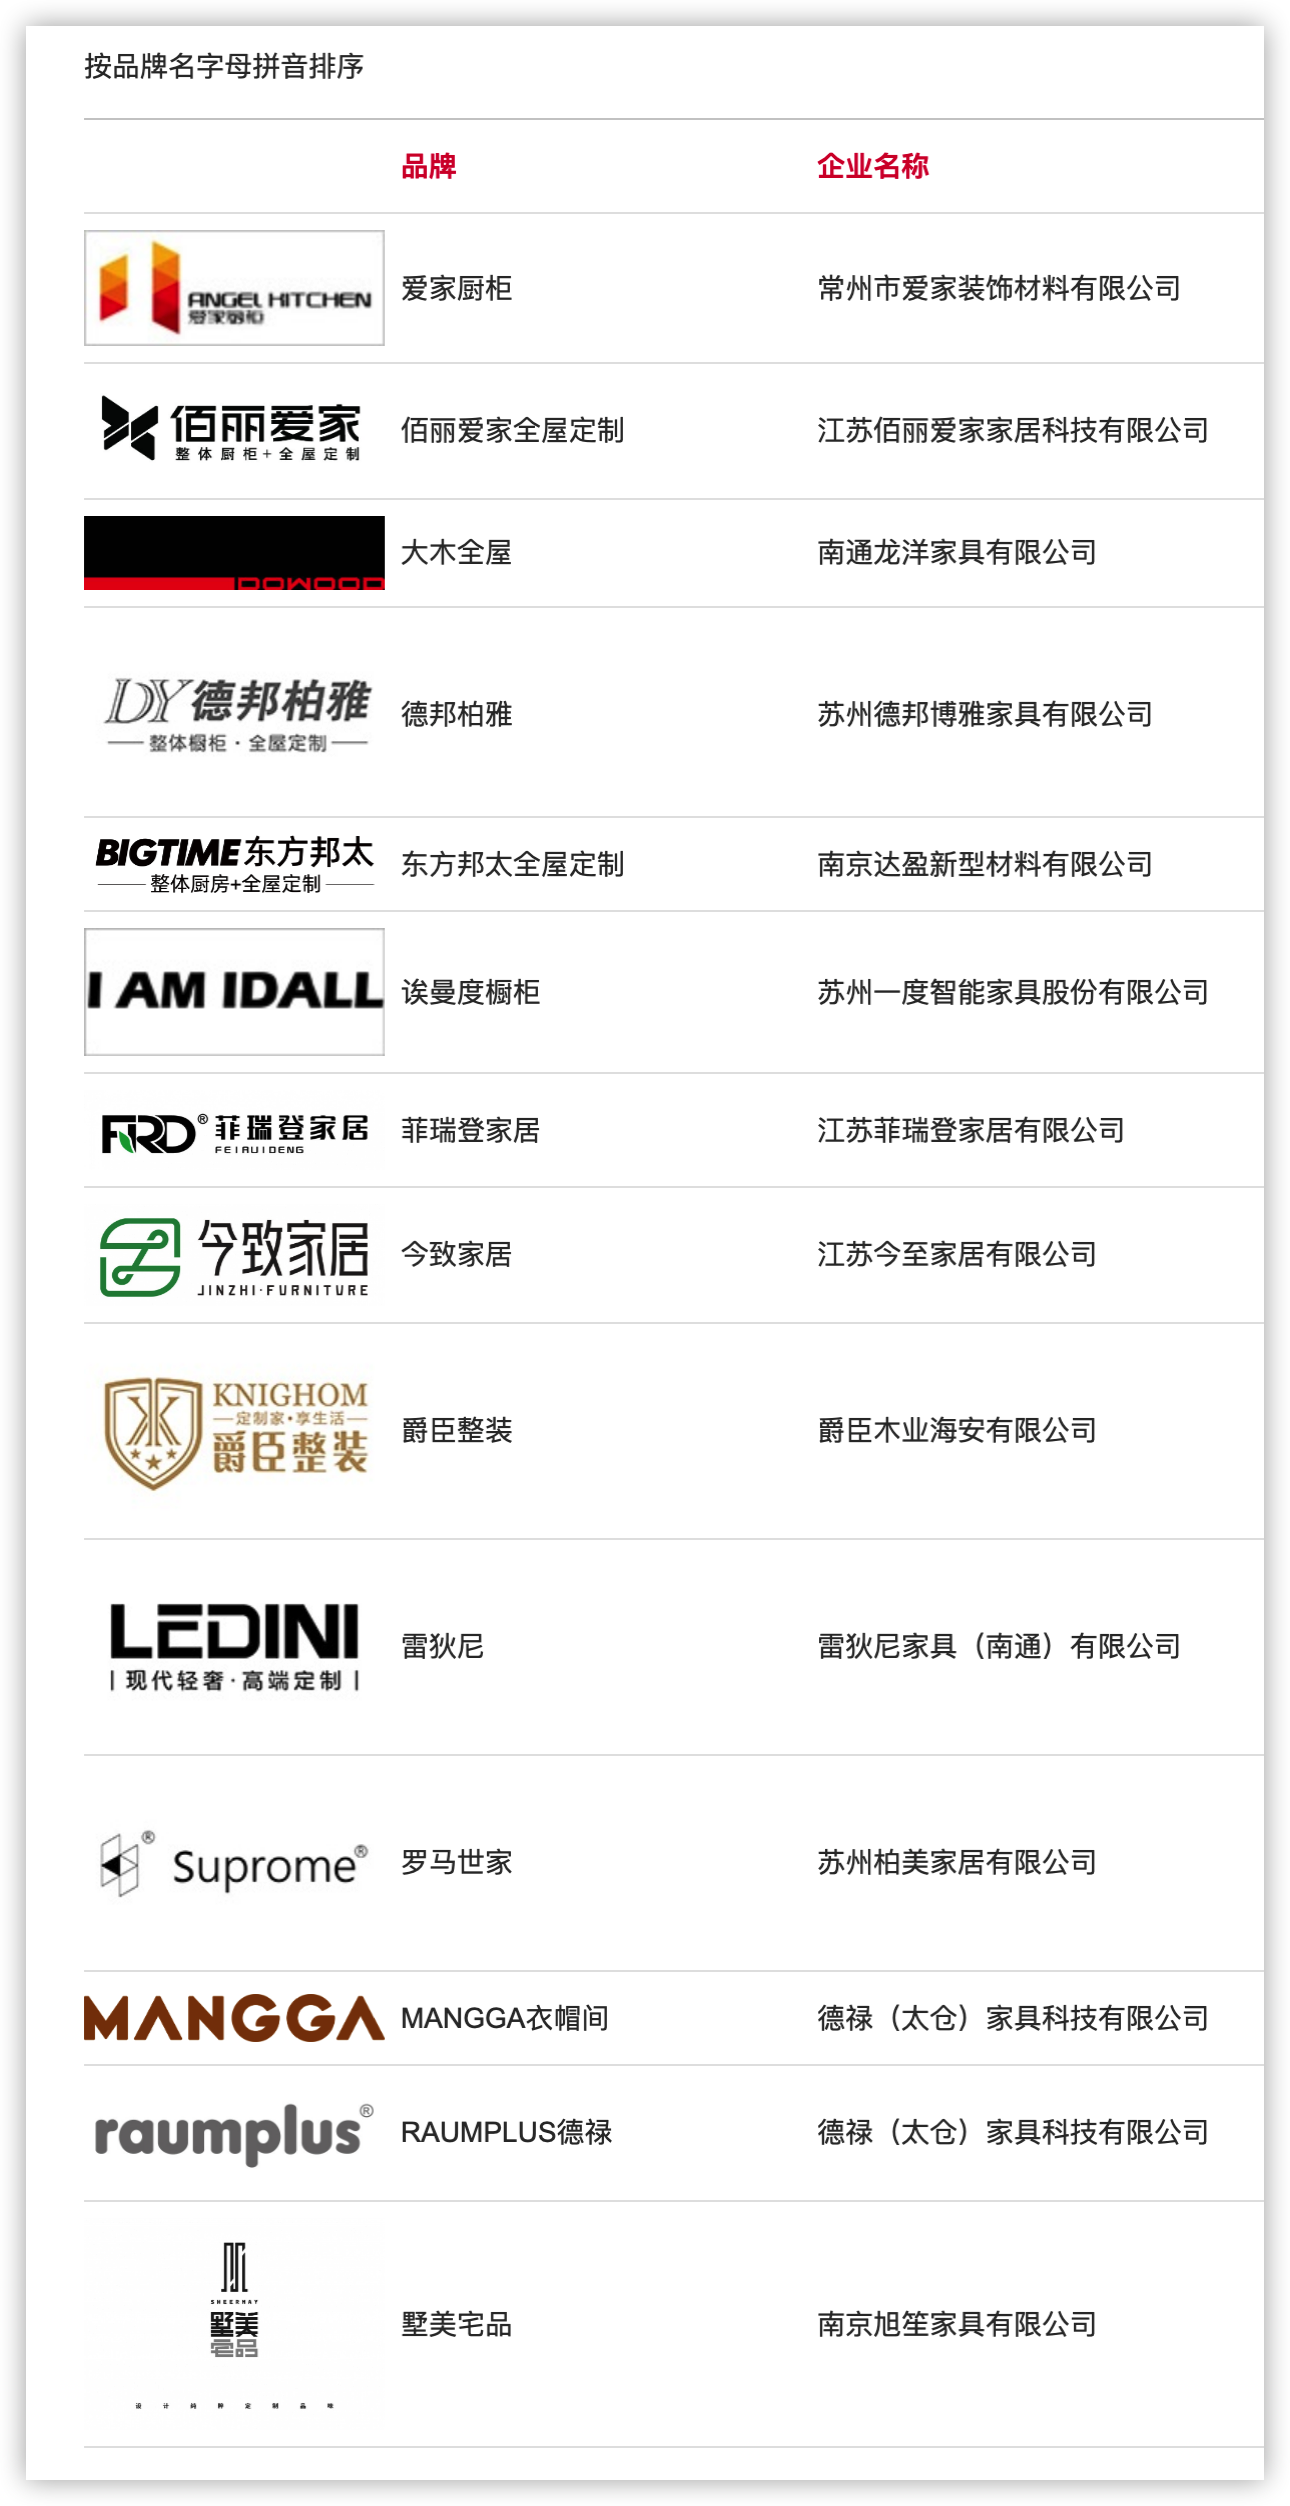 按品牌名字母拼音排序
品牌 企业名称
ANGEL KITCHEN
爱家厨柜
爱家厨柜 常州市爱家装饰材料有限公司
佰丽爱家
整体厨柜+全屋定制
佰丽爱家全屋定制 江苏佰丽爱家家居科技有限公司
DOWOOD
大木全屋 南通龙洋家具有限公司
DY德邦柏雅
整体橱柜·全屋定制
德邦柏雅 苏州德邦博雅家具有限公司
BIGTIME东方邦太
整体厨房+全屋定制
东方邦太全屋定制 南京达盈新型材料有限公司
I AM IDALL
诶曼度橱柜 苏州一度智能家具股份有限公司
FRD®菲瑞登家居
FEIRUIDENG
菲瑞登家居 江苏菲瑞登家居有限公司
今致家居
JINZHI·FURNITURE
今致家居 江苏今至家居有限公司
KNIGHOM
定制家·享生活
爵臣整装
爵臣整装 爵臣木业海安有限公司
LEDINI
现代轻奢·高端定制
雷狄尼 雷狄尼家具（南通）有限公司
® Suprome®
罗马世家 苏州柏美家居有限公司
MANGGA
MANGGA衣帽间 德禄（太仓）家具科技有限公司
raumplus®
RAUMPLUS德禄 德禄（太仓）家具科技有限公司
SHEERMAY
墅美
宅品
设计纯粹定制品味
墅美宅品 南京旭笙家具有限公司